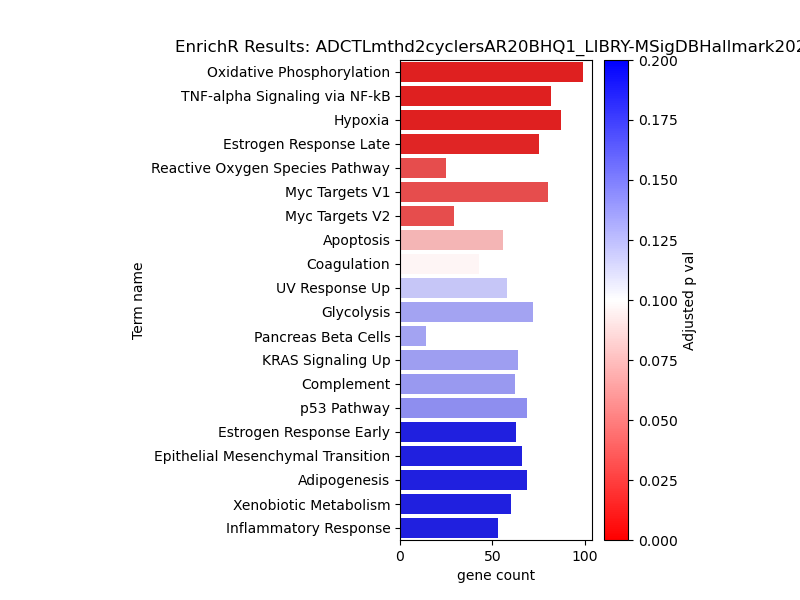 EnrichR Results: ADCTLmthd2cyclersAR20BHQ1_LIBRY-MSigDBHallmark202
Oxidative Phosphorylation
TNF-alpha Signaling via NF-kB
Hypoxia
Estrogen Response Late
Reactive Oxygen Species Pathway
Myc Targets V1
Myc Targets V2
Apoptosis
Coagulation
UV Response Up
Glycolysis
Pancreas Beta Cells
KRAS Signaling Up
Complement
p53 Pathway
Estrogen Response Early
Epithelial Mesenchymal Transition
Adipogenesis
Xenobiotic Metabolism
Inflammatory Response
Term name
0 50 100
gene count
0.200
0.175
0.150
0.125
0.100
0.075
0.050
0.025
0.000
Adjusted p val